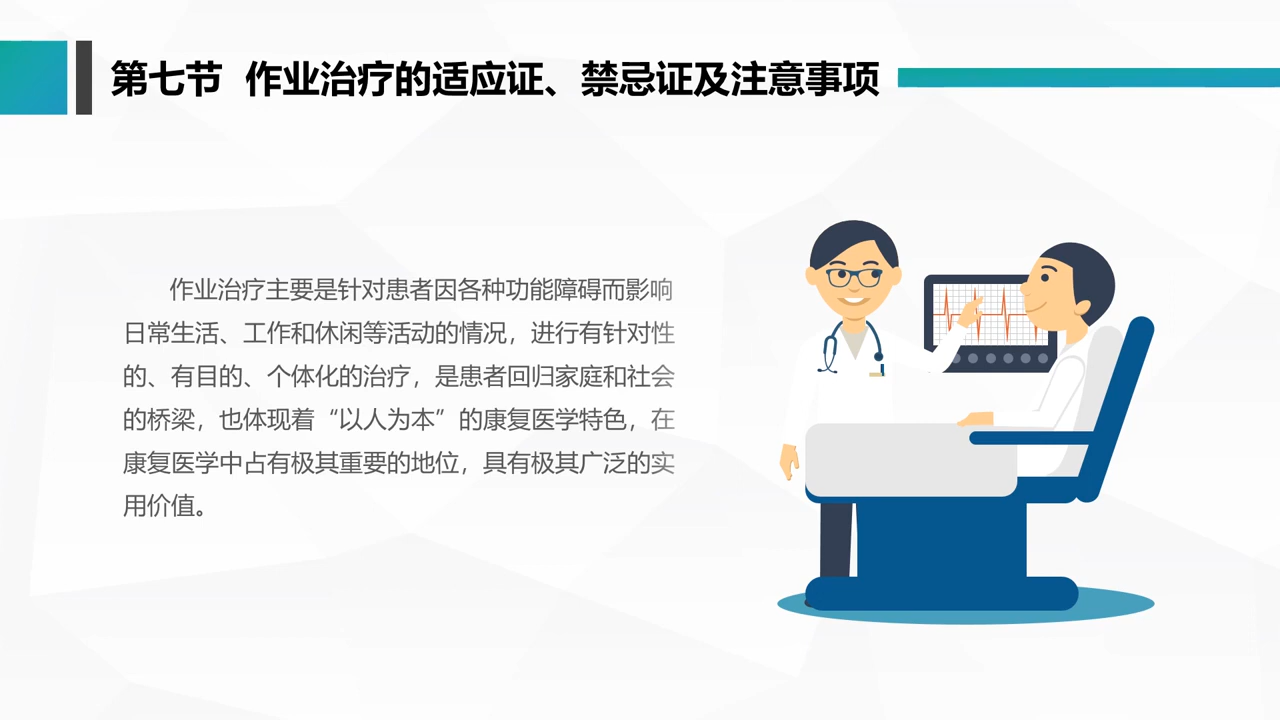 第七节 作业治疗的适应证、禁忌证及注意事项
作业治疗主要是针对患者因各种功能障碍而影响
日常生活、工作和休闲等活动的情况，进行有针对性
的、有目的、个体化的治疗，是患者回归家庭和社会
的桥梁，也体现着“以人为本”的康复医学特色，在
康复医学中占有极其重要的地位，具有极其广泛的实
用价值。